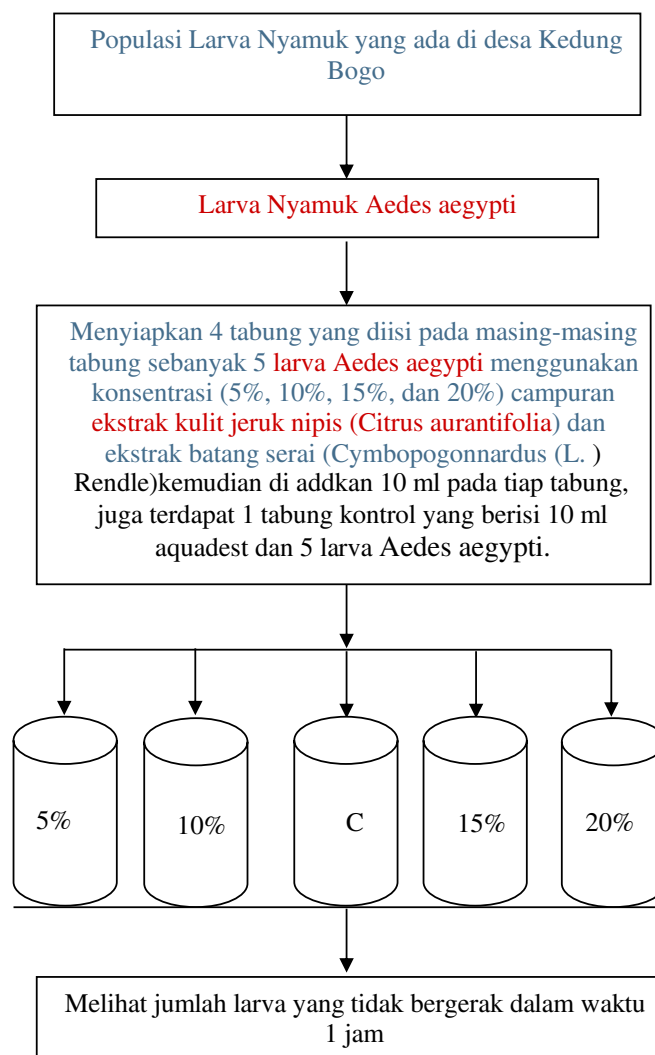 Populasi Larva Nyamuk yang ada di desa Kedung
Bogo
Larva Nyamuk Aedes aegypti
Menyiapkan 4 tabung yang diisi pada masing-masing
tabung sebanyak 5 larva Aedes aegypti menggunakan
konsentrasi (5%, 10%, 15%, dan 20%) campuran
ekstrak kulit jeruk nipis (Citrus aurantifolia) dan
ekstrak batang serai (Cymbopogonnardus (L. )
Rendle)kemudian di addkan 10 ml pada tiap tabung,
juga terdapat 1 tabung kontrol yang berisi 10 ml
aquadest dan 5 larva Aedes aegypti.
5%
10%
C
15%
20%
Melihat jumlah larva yang tidak bergerak dalam waktu
1 jam